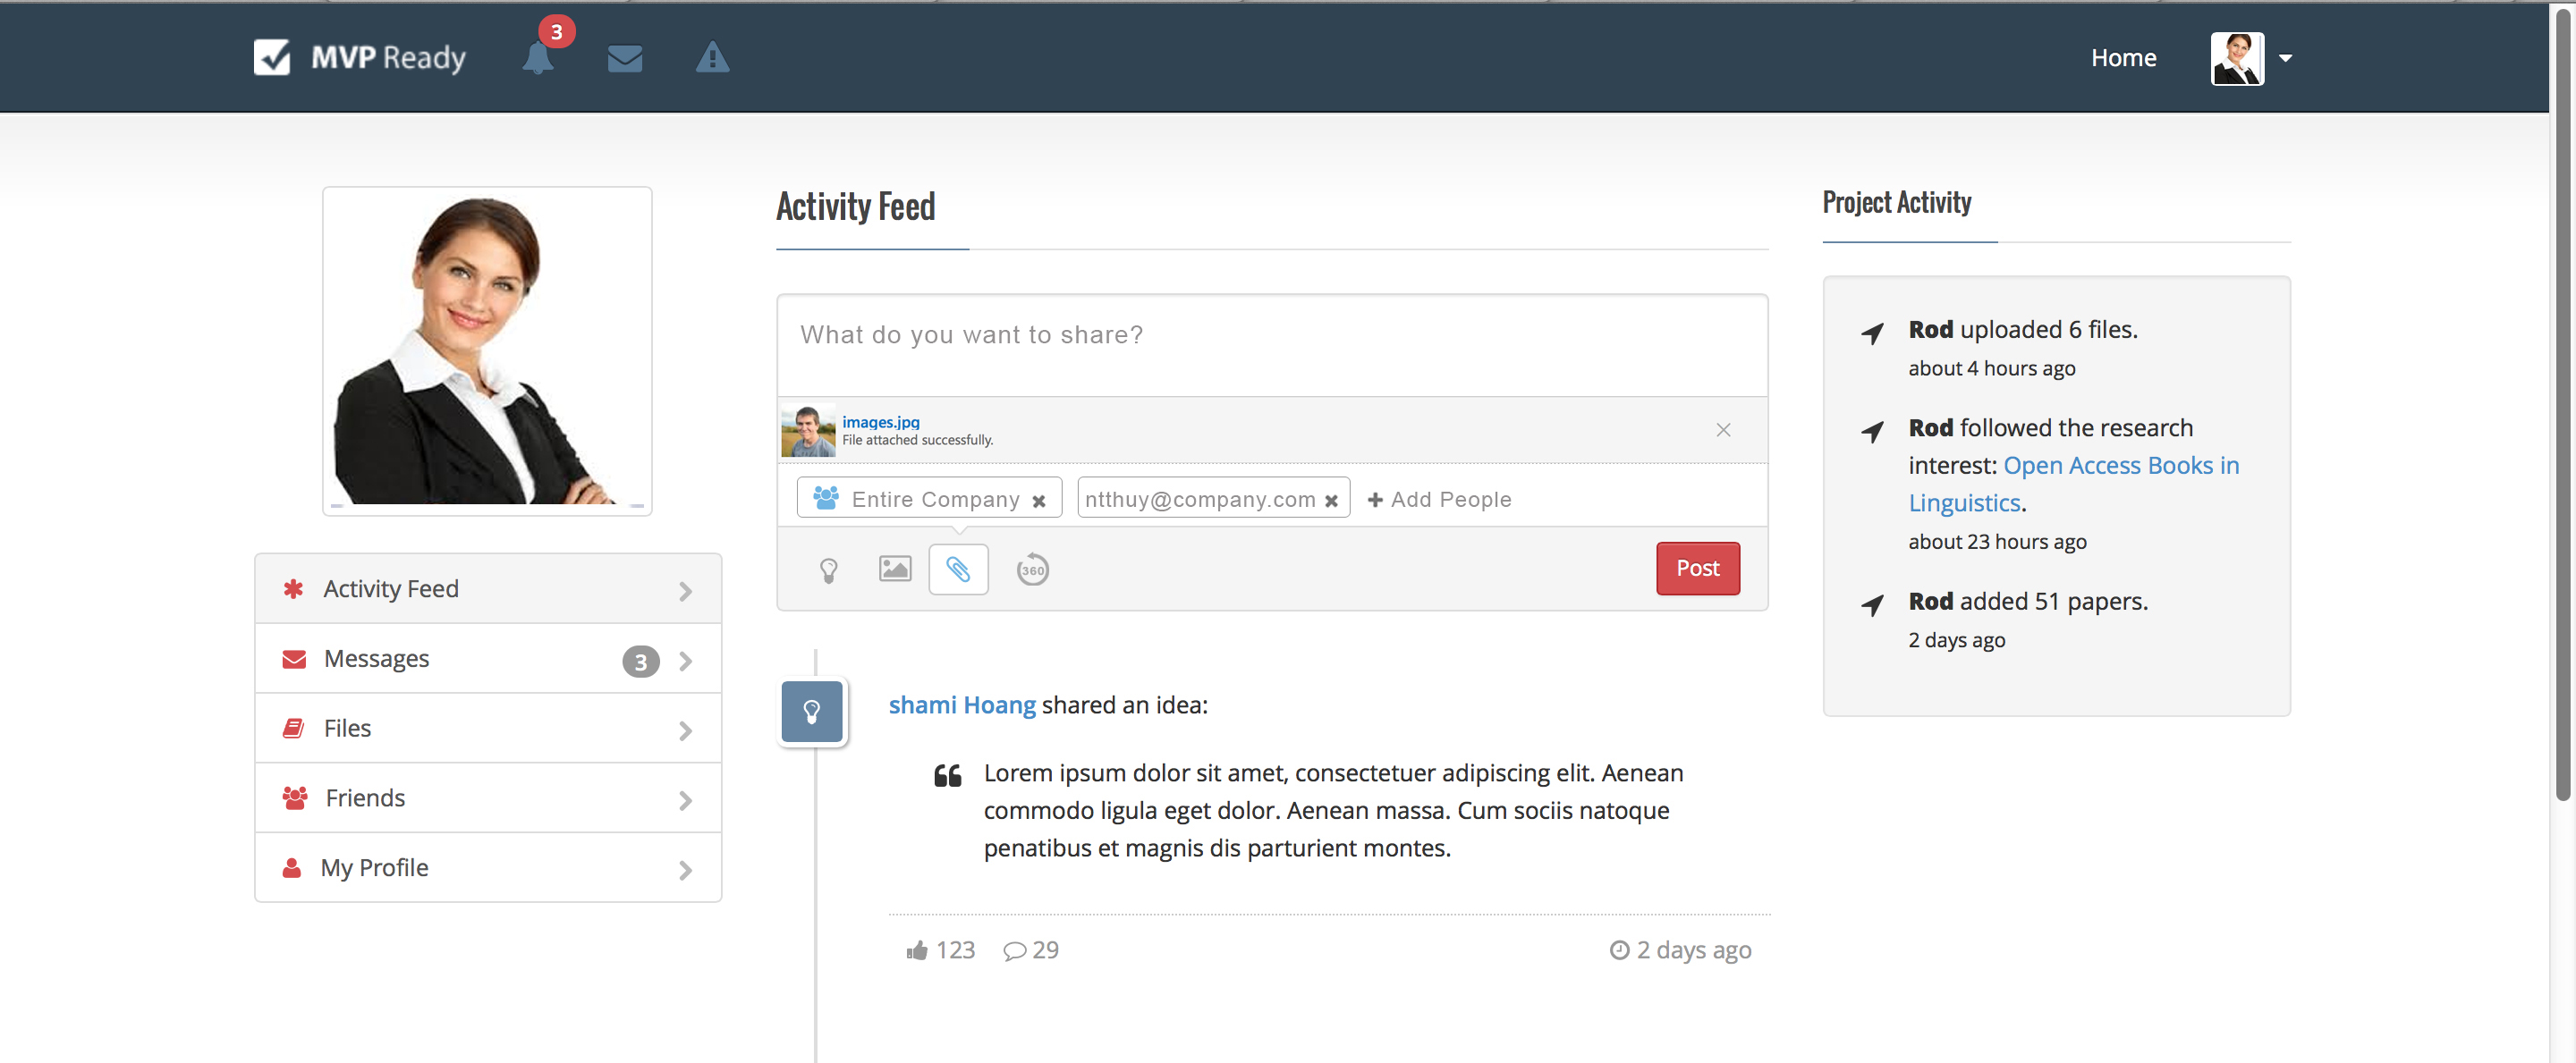 MVP Ready
3
Home
Activity Feed
Messages
3
Files
Friends
My Profile
Activity Feed
What do you want to share?
images.jpg
File attached successfully.
Entire Company
ntthuy@company.com
Add People
360
Post
shami Hoang shared an idea:
Lorem ipsum dolor sit amet, consectetuer adipiscing elit. Aenean
commodo ligula eget dolor. Aenean massa. Cum sociis natoque
penatibus et magnis dis parturient montes.
123
29
2 days ago
Project Activity
Rod uploaded 6 files.
about 4 hours ago
Rod followed the research
interest: Open Access Books in
Linguistics.
about 23 hours ago
Rod added 51 papers.
2 days ago